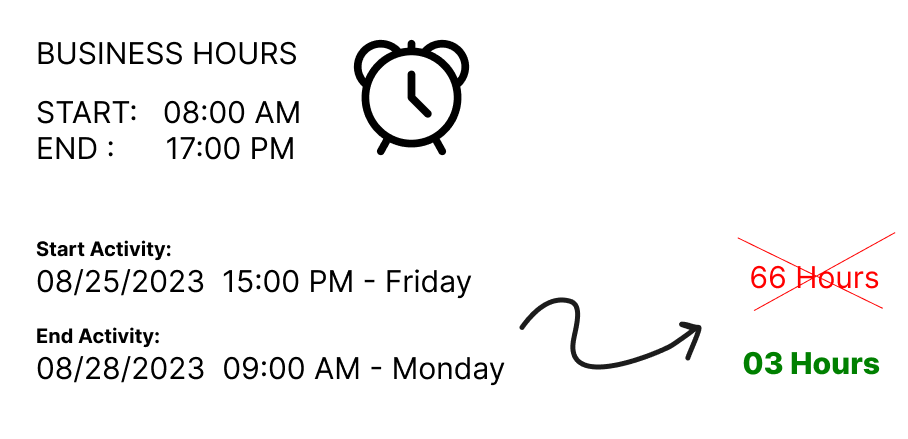 BUSINESS HOURS
START: 08:00 AM
END : 17:00 PM
Start Activity:
08/25/2023 15:00 PM - Friday
End Activity:
08/28/2023 09:00 AM - Monday
66 Hours
03 Hours